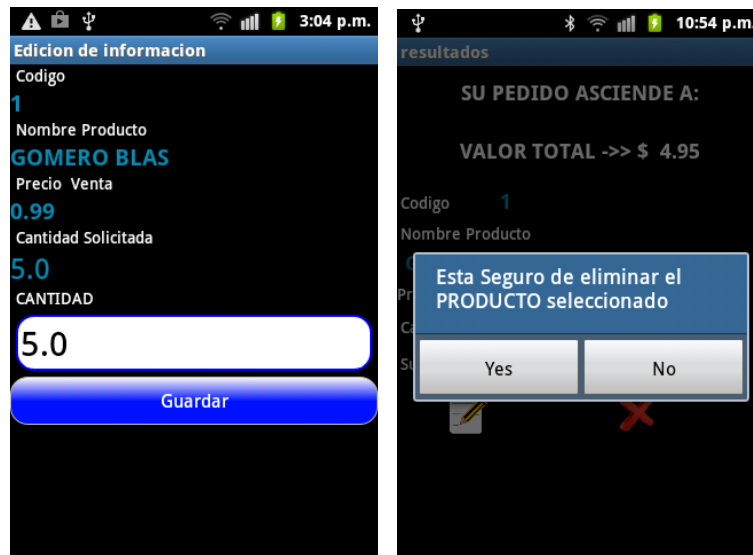 3:04 p.m.
Edicion de informacion
Codigo
1
Nombre Producto
GOMERO BLAS
Precio Venta
0.99
Cantidad Solicitada
5.0
CANTIDAD
5.0
Guardar
10:54 p.m.
resultados
SU PEDIDO ASCIENDE A:
VALOR TOTAL ->> $ 4.95
Codigo 1
Nombre Producto
Esta Seguro de eliminar el
PRODUCTO seleccionado
Yes No